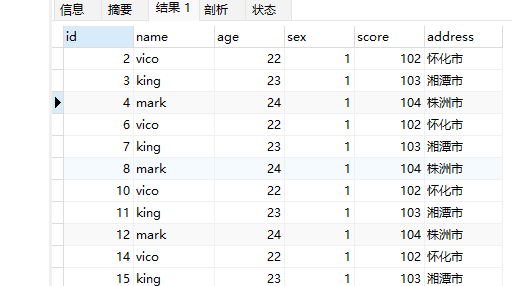 信息 摘要 结果 1 剖析 状态
id name age sex score address
2 vico 22 1 102 怀化市
3 king 23 1 103 湘潭市
4 mark 24 1 104 株洲市
6 vico 22 1 102 怀化市
7 king 23 1 103 湘潭市
8 mark 24 1 104 株洲市
10 vico 22 1 102 怀化市
11 king 23 1 103 湘潭市
12 mark 24 1 104 株洲市
14 vico 22 1 102 怀化市
15 king 23 1 103 湘潭市